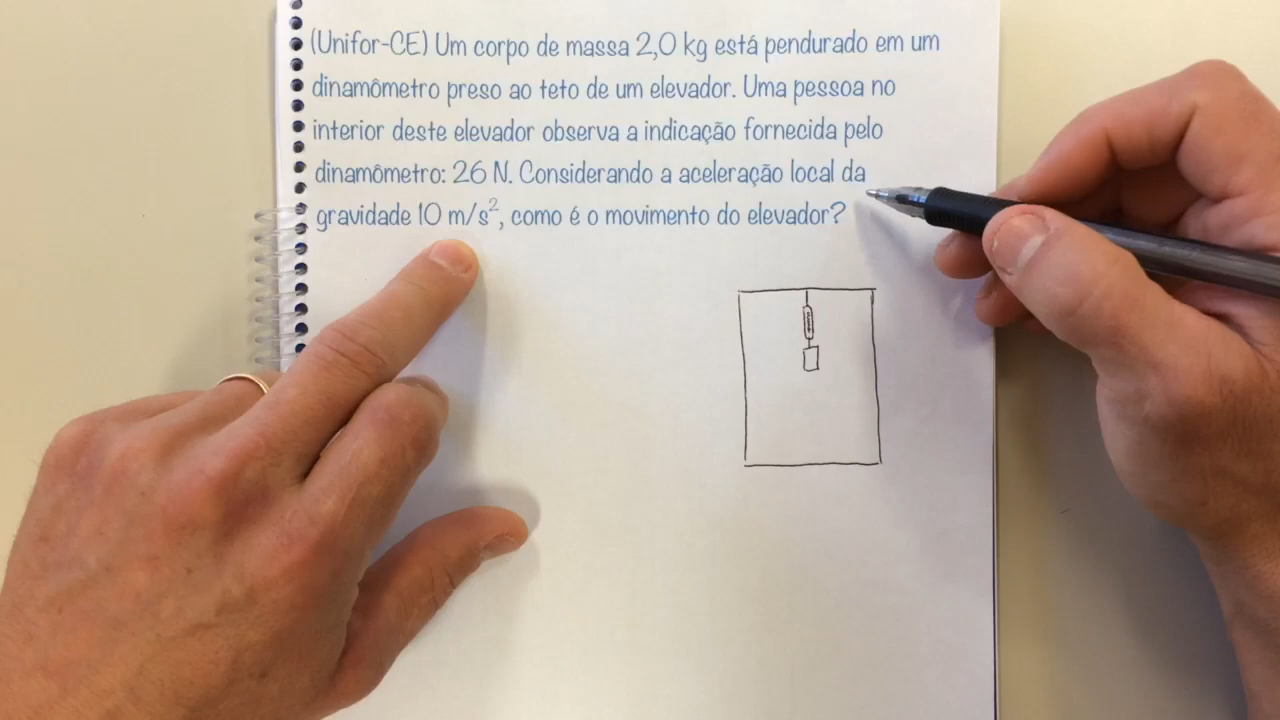 (Unifor-CE) Um corpo de massa 2,0 kg está pendurado em um
dinamômetro preso ao teto de um elevador. Uma pessoa no
interior deste elevador observa a indicação fornecida pelo
dinamômetro: 26 N. Considerando a aceleração local da
gravidade 10 m/s², como é o movimento do elevador?